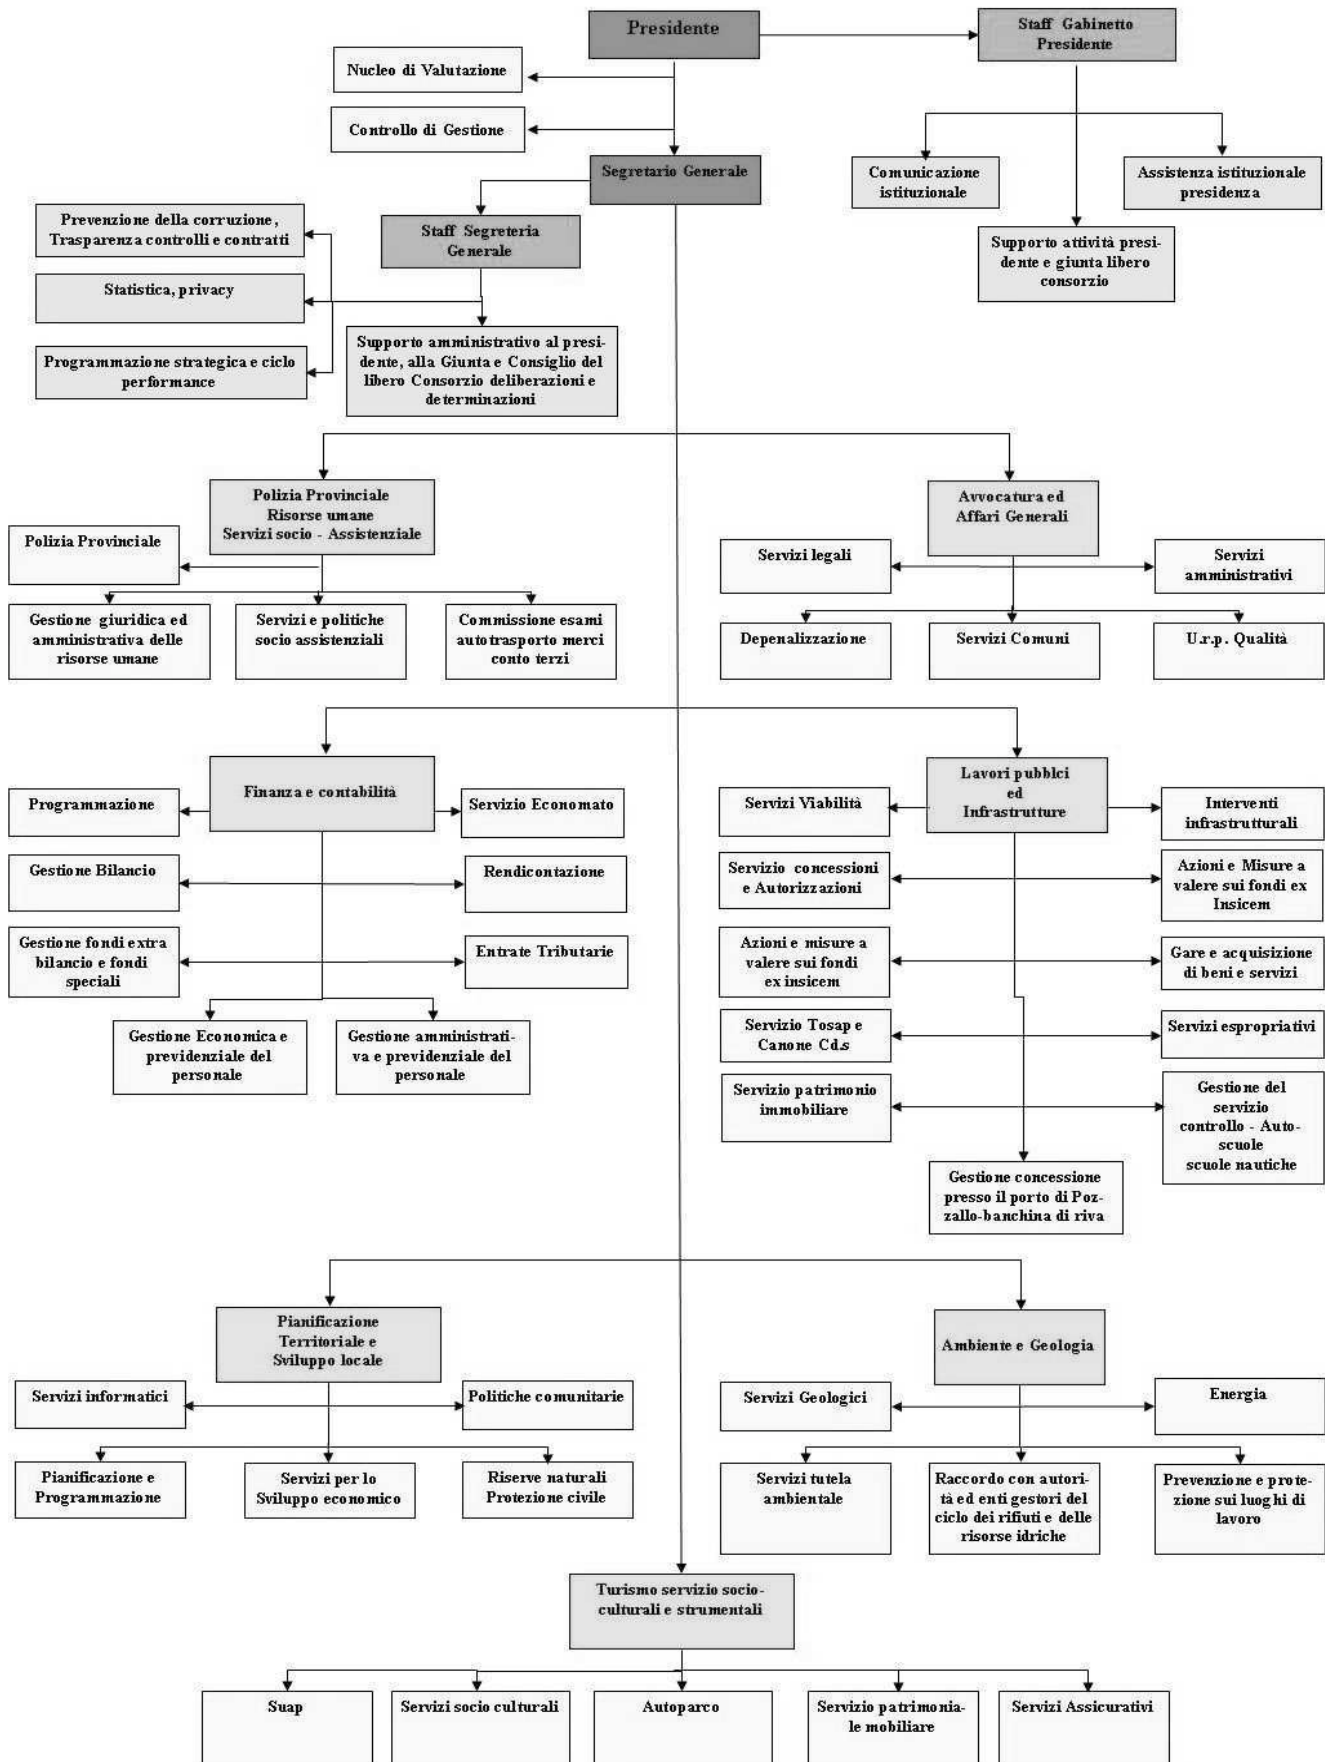 Presidente
Staff Gabinetto
Presidente
Nucleo di Valutazione
Controllo di Gestione
Segretario Generale
Comunicazione
istituzionale
Assistenza istituzionale
presidenza
Supporto attività presi-
dente e giunta libero
consorzio
Staff Segreteria
Generale
Prevenzione della corruzione,
Trasparenza controlli e contratti
Statistica, privacy
Programmazione strategica e ciclo
performance
Supporto amministrativo al presi-
dente, alla Giunta e Consiglio del
libero Consorzio deliberazioni e
determinazioni
Polizia Provinciale
Risorse umane
Servizi socio - Assistenziale
Polizia Provinciale
Gestione giuridica ed
amministrativa delle
risorse umane
Servizi e politiche
socio assistenziali
Commissione esami
autotrasporto merci
conto terzi
Avvocatura ed
Affari Generali
Servizi legali
Servizi
amministrativi
Depenalizzazione
Servizi Comuni
U.r.p. Qualità
Finanza e contabilità
Programmazione
Servizio Economato
Gestione Bilancio
Rendicontazione
Gestione fondi extra
bilancio e fondi
speciali
Entrate Tributarie
Gestione Economica e
previdenziale del
personale
Gestione amministrati-
va e previdenziale del
personale
Lavori pubblci
ed
Infrastrutture
Servizi Viabilità
Interventi
infrastrutturali
Servizio concessioni
e Autorizzazioni
Azioni e Misure a
valere sui fondi ex
Insicem
Azioni e misure a
valere sui fondi
ex insicem
Gare e acquisizione
di beni e servizi
Servizio Tosap e
Canone Cd.s
Servizi espropriativi
Servizio patrimonio
immobiliare
Gestione del
servizio
controllo - Auto-
scuole
scuole nautiche
Gestione concessione
presso il porto di Poz-
zallo-banchina di riva
Pianificazione
Territoriale e
Sviluppo locale
Servizi informatici
Politiche comunitarie
Pianificazione e
Programmazione
Servizi per lo
Sviluppo economico
Riserve naturali
Protezione civile
Ambiente e Geologia
Servizi Geologici
Energia
Servizi tutela
ambientale
Raccordo con autori-
tà ed enti gestori del
ciclo dei rifiuti e delle
risorse idriche
Prevenzione e prote-
zione sui luoghi di
lavoro
Turismo servizio socio-
culturali e strumentali
Suap
Servizi socio culturali
Autoparco
Servizio patrimonia-
le mobiliare
Servizi Assicurativi